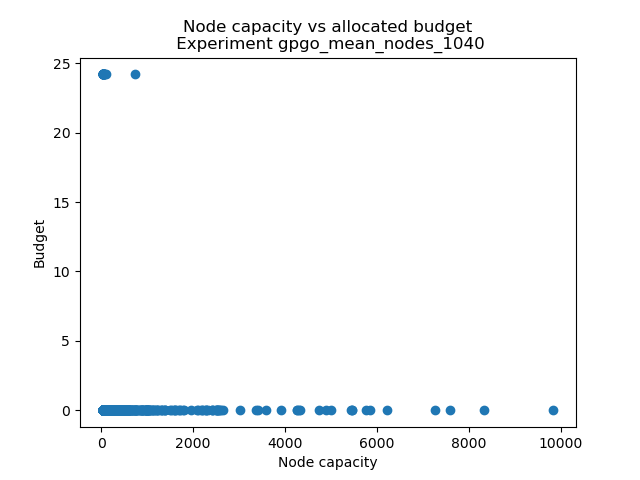 Node capacity vs allocated budget
Experiment gpgo_mean_nodes_1040
25
20
15
10
5
0
Budget
0 2000 4000 6000 8000 10000
Node capacity